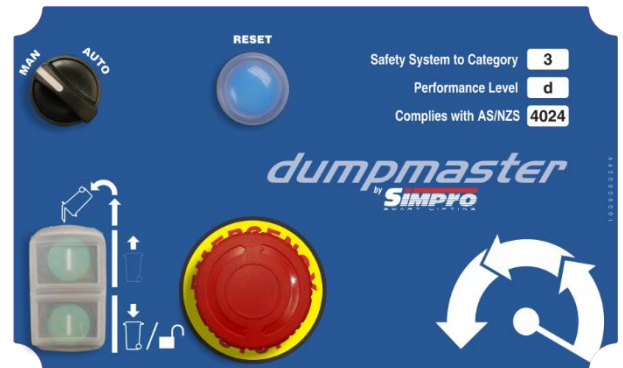 RESET
MAN
AUTO
Safety System to Category 3
Performance Level d
Complies with AS/NZS 4024
dumpmaster
by SIMPRO
SMART LIFTING
EMERGENCY